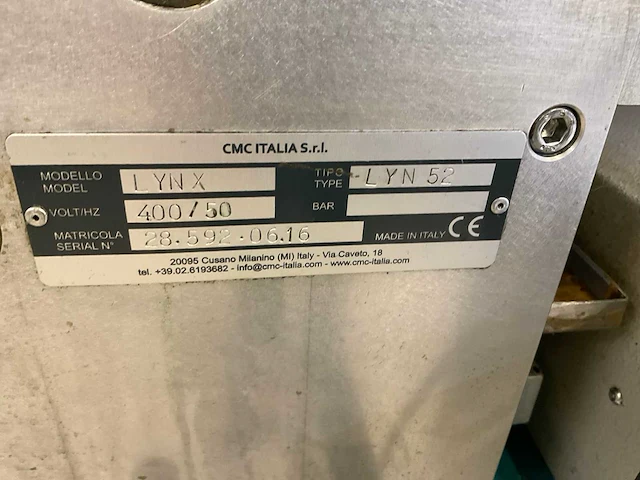 CMC ITALIA S.r.l.
MODELLO MODEL LYNX TIPO TYPE LYN 52
VOLT/HZ 400/50 BAR
MATRICOLA SERIAL N° 28.592-06.16 MADE IN ITALY CE
20095 Cusano Milanino (MI) Italy - Via Caveto, 18
tel. +39.02.6193682 - info@cmc-italia.com - www.cmc-italia.com